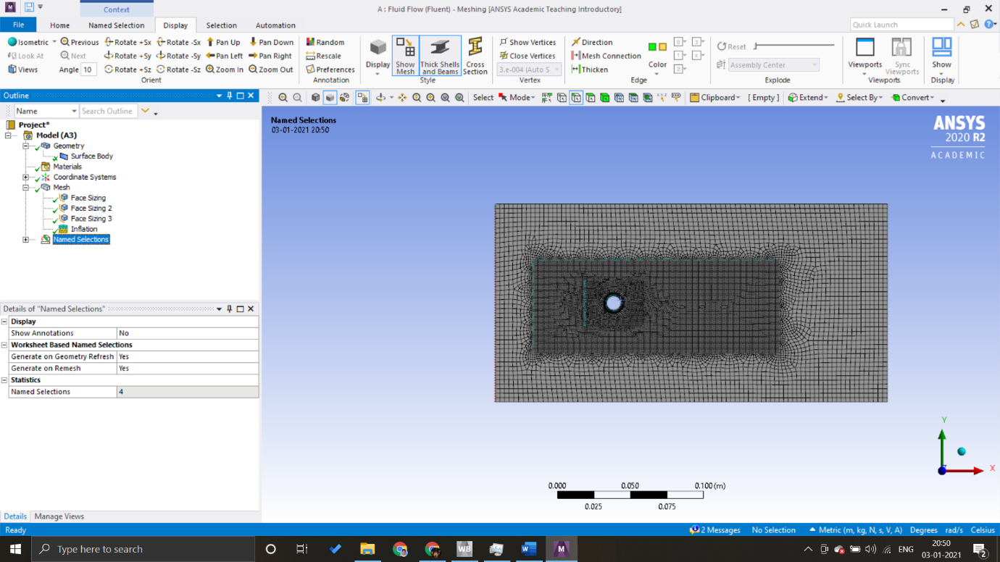 Context
A : Fluid Flow (Fluent) - Meshing [ANSYS Academic Teaching Introductory]
File Home Named Selection Display Selection Automation Quick Launch
Isometric Previous Rotate +Sx Rotate -Sx Pan Up Pan Down Random Show Vertices Direction Reset
Look At Next Rotate +Sy Rotate -Sy Pan Left Pan Right Rescale Close Vertices Mesh Connection Assembly Center
Views Angle 10 Rotate +Sz Rotate -Sz Zoom In Zoom Out Preferences 3.e-004 (Auto S Thicken
Display Show Mesh Thick Shells and Beams Cross Section Color Viewports Sync Viewports Show
Orient Annotation Style Vertex Edge Explode Viewports Display
Outline
Select Mode Clipboard [ Empty ] Extend Select By Convert
Name Search Outline
Project*
Model (A3)
Geometry
Surface Body
Materials
Coordinate Systems
Mesh
Face Sizing
Face Sizing 2
Face Sizing 3
Inflation
Named Selections
Details of "Named Selections"
Display
Show Annotations No
Worksheet Based Named Selections
Generate on Geometry Refresh Yes
Generate on Remesh Yes
Statistics
Named Selections 4
Details Manage Views
Named Selections
03-01-2021 20:50
ANSYS
2020 R2
ACADEMIC
Y
X
Z
0.000 0.050 0.100 (m)
0.025 0.075
Ready 2 Messages No Selection Metric (m, kg, N, s, V, A) Degrees rad/s Celsius
Type here to search WB M ENG 20:50
03-01-2021 2